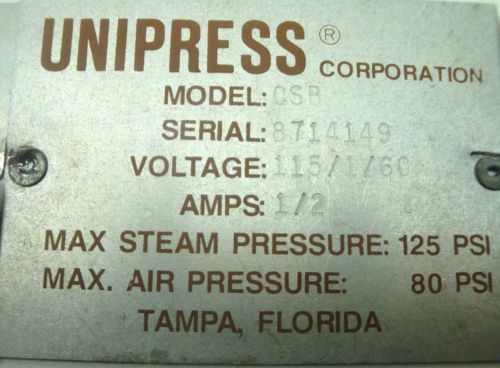 UNIPRESS ®
CORPORATION
MODEL: CSB
SERIAL: 8714149
VOLTAGE: 115/1/60
AMPS: 1/2
MAX STEAM PRESSURE: 125 PSI
MAX. AIR PRESSURE: 80 PSI
TAMPA, FLORIDA